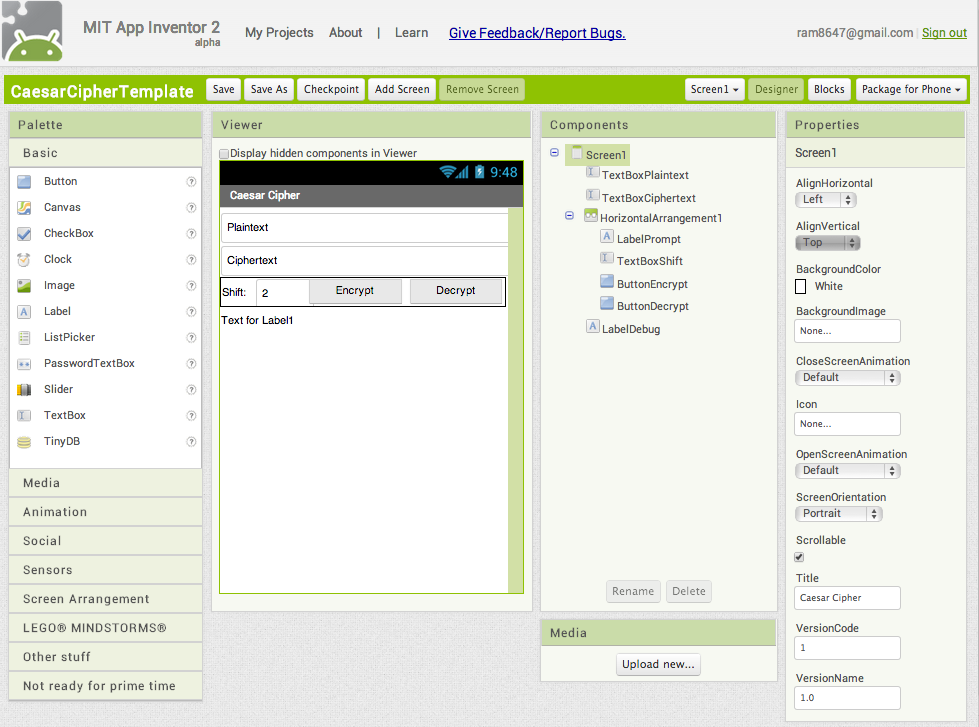 MIT App Inventor 2
alpha
My Projects About | Learn Give Feedback/Report Bugs.
ram8647@gmail.com | Sign out
CaesarCipherTemplate Save Save As Checkpoint Add Screen Remove Screen Screen1 Designer Blocks Package for Phone
Palette
Basic
Button ?
Canvas ?
CheckBox ?
Clock ?
Image ?
Label ?
ListPicker ?
PasswordTextBox ?
Slider ?
TextBox ?
TinyDB ?
Media
Animation
Social
Sensors
Screen Arrangement
LEGO® MINDSTORMS®
Other stuff
Not ready for prime time
Viewer
Display hidden components in Viewer
9:48
Caesar Cipher
Plaintext
Ciphertext
Shift: 2 Encrypt Decrypt
Text for Label1
Components
Screen1
TextBoxPlaintext
TextBoxCiphertext
HorizontalArrangement1
A LabelPrompt
TextBoxShift
ButtonEncrypt
ButtonDecrypt
A LabelDebug
Rename Delete
Media
Upload new...
Properties
Screen1
AlignHorizontal
Left
AlignVertical
Top
BackgroundColor
White
BackgroundImage
None...
CloseScreenAnimation
Default
Icon
None...
OpenScreenAnimation
Default
ScreenOrientation
Portrait
Scrollable
Title
Caesar Cipher
VersionCode
1
VersionName
1.0